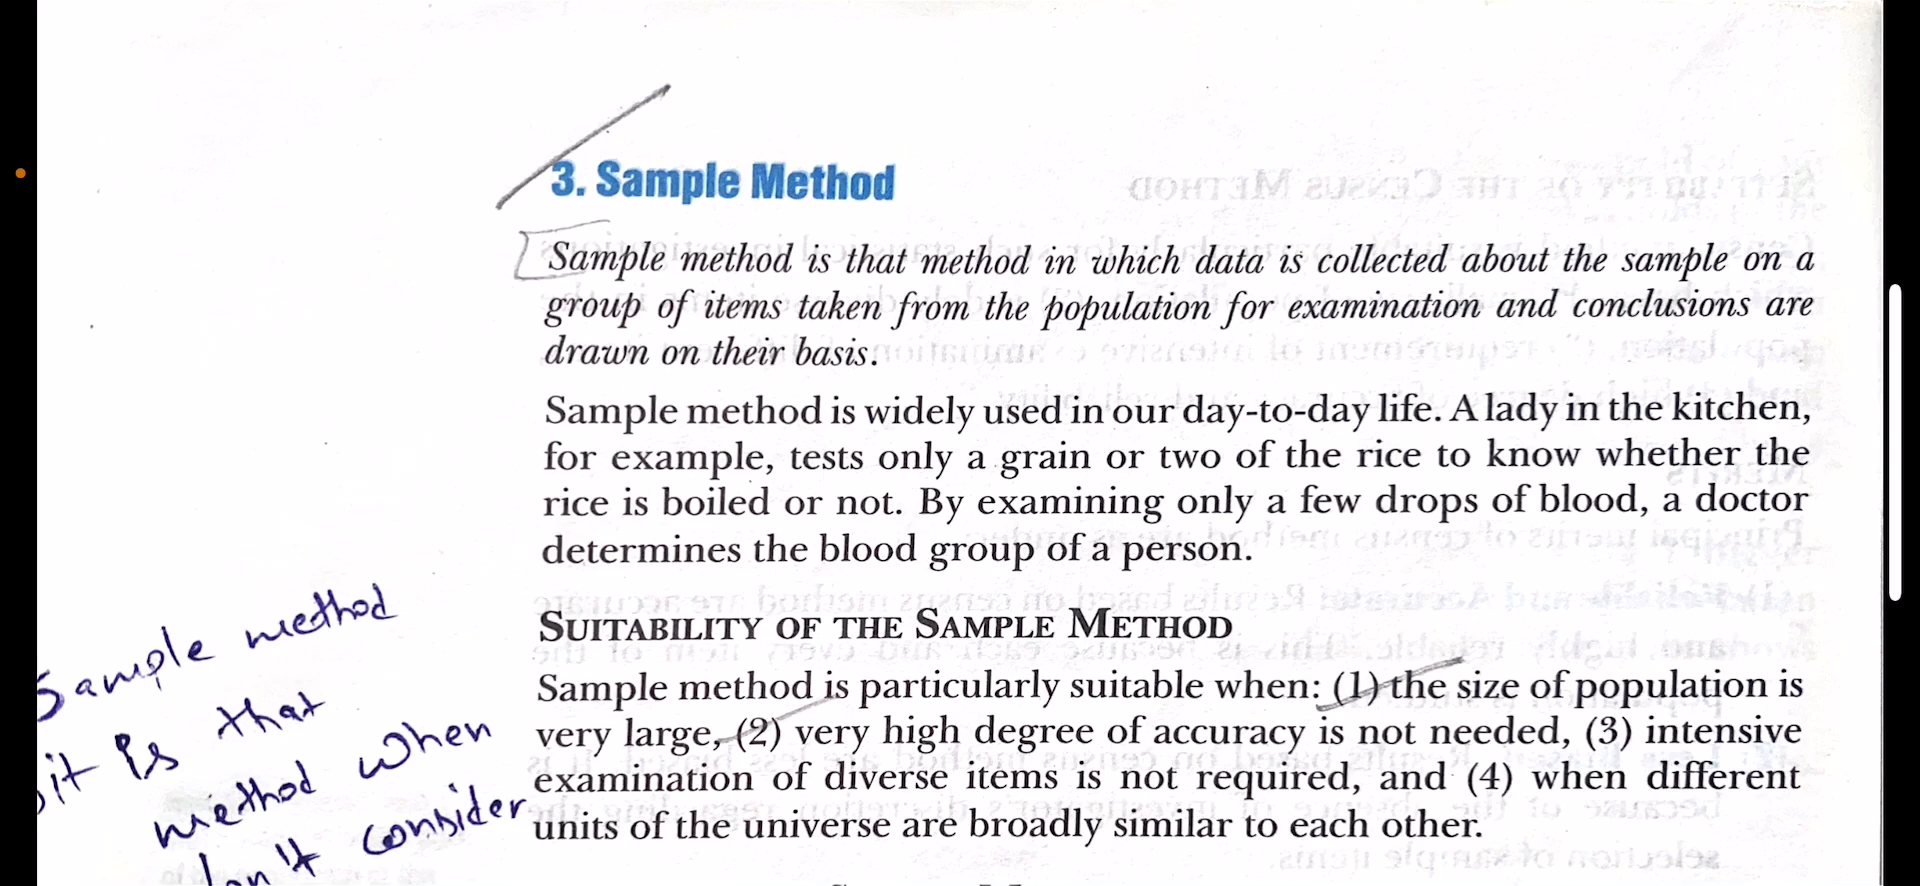 3. Sample Method
Sample method is that method in which data is collected about the sample on a
group of items taken from the population for examination and conclusions are
drawn on their basis.
Sample method is widely used in our day-to-day life. A lady in the kitchen,
for example, tests only a grain or two of the rice to know whether the
rice is boiled or not. By examining only a few drops of blood, a doctor
determines the blood group of a person.
SUITABILITY OF THE SAMPLE METHOD
Sample method is particularly suitable when: (1) the size of population is
very large, (2) very high degree of accuracy is not needed, (3) intensive
examination of diverse items is not required, and (4) when different
units of the universe are broadly similar to each other.
Sample method
it is that
method when
consider